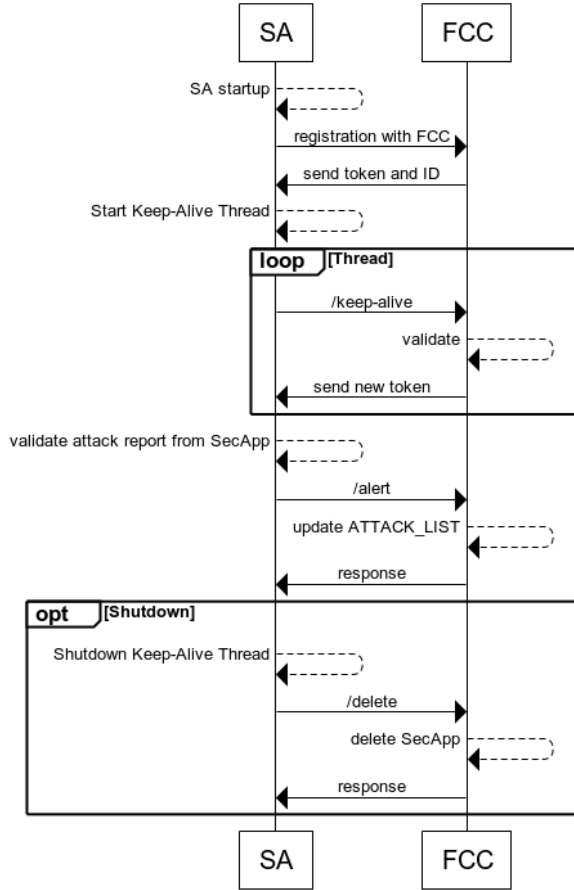 SA FCC
SA startup
registration with FCC
send token and ID
Start Keep-Alive Thread
loop [Thread]
/keep-alive
validate
send new token
validate attack report from SecApp
/alert
update ATTACK_LIST
response
opt [Shutdown]
Shutdown Keep-Alive Thread
/delete
delete SecApp
response
SA FCC